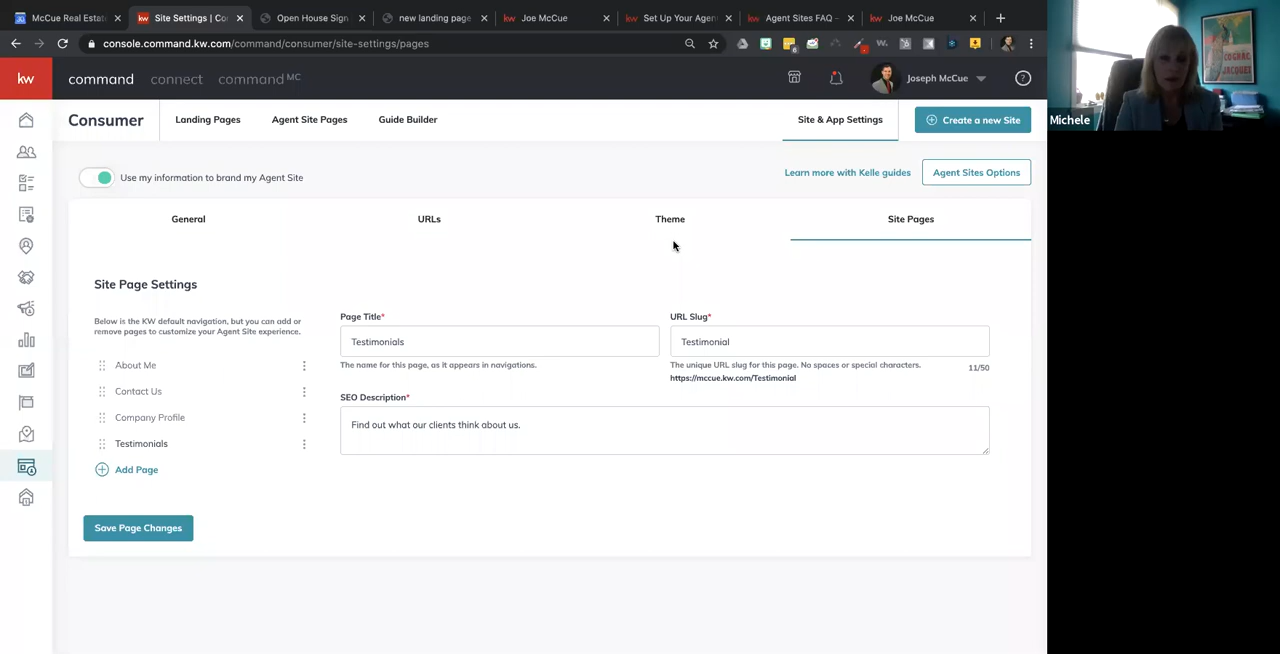 McCue Real Estate
Site Settings | Co
Open House Sign
new landing page
Joe McCue
Set Up Your Agen
Agent Sites FAQ -
Joe McCue
console.command.kw.com/command/consumer/site-settings/pages
kw
command
connect
command MC
Joseph McCue
Consumer
Landing Pages
Agent Site Pages
Guide Builder
Site & App Settings
Create a new Site
Use my information to brand my Agent Site
Learn more with Kelle guides
Agent Sites Options
General
URLs
Theme
Site Pages
Site Page Settings
Below is the KW default navigation, but you can add or
remove pages to customize your Agent Site experience.
About Me
Contact Us
Company Profile
Testimonials
Add Page
Save Page Changes
Page Title*
Testimonials
The name for this page, as it appears in navigations.
URL Slug*
Testimonial
The unique URL slug for this page. No spaces or special characters.
11/50
https://mccue.kw.com/Testimonial
SEO Description*
Find out what our clients think about us.
Michele
COGNAC
JACQUET